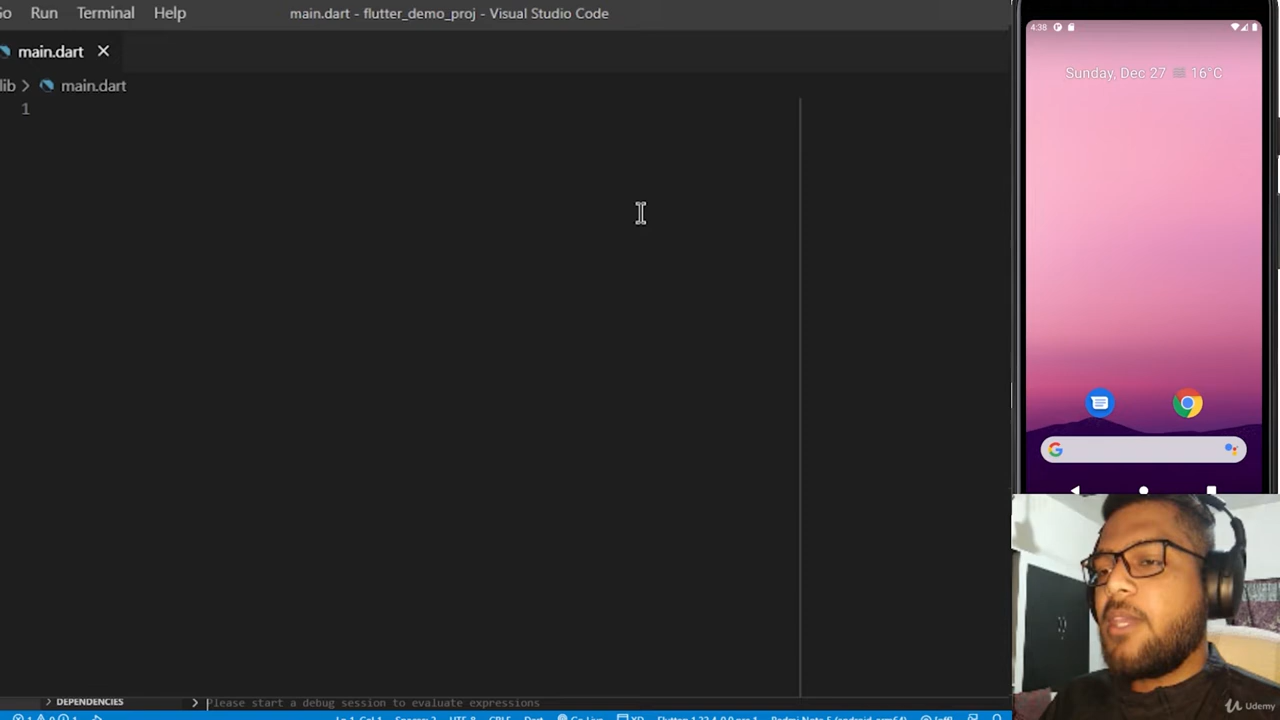 Go Run Terminal Help main.dart - flutter_demo_proj - Visual Studio Code
main.dart
lib main.dart
1
4:38
Sunday, Dec 27 16°C
DEPENDENCIES
Please start a debug session to evaluate expressions
Udemy